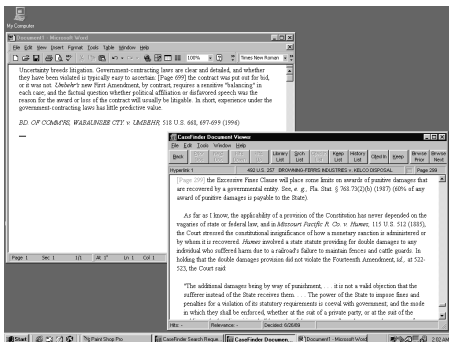 My Computer
Document1 - Microsoft Word
File Edit View Insert Format Tools Table Window Help
100% Times New Roman
Uncertainty breeds litigation. Government-contracting laws are clear and detailed, and whether
they have been violated is typically easy to ascertain: [Page 699] the contract was put out for bid,
or it was not. Umbehr's new First Amendment, by contrast, requires a sensitive "balancing" in
each case; and the factual question whether political affiliation or disfavored speech was the
reason for the award or loss of the contract will usually be litigable. In short, experience under the
government-contracting laws has little predictive value.
BD. OF COMM'RS, WABAUNSEE CTY. v. UMBEHR, 518 U.S. 668, 697-699 (1996)
Page 1 Sec 1 1/1 At 1" Ln 1 Col 1
CaseFinder Document Viewer
File Edit Tools Window Help
Back Library List Srch List Keep List History List Cited In Keep Browse Prior Browse Next
Hyperlink:1 492 U.S. 257 BROWNING-FERRIS INDUSTRIES v. KELCO DISPOSAL Page 299
[Page 299] the Excessive Fines Clause will place some limits on awards of punitive damages that
are recovered by a governmental entity. See, e. g., Fla. Stat. § 768.73(2)(b) (1987) (60% of any
award of punitive damages is payable to the State).
As far as I know, the applicability of a provision of the Constitution has never depended on the
vagaries of state or federal law, and in Missouri Pacific R. Co. v. Humes, 115 U.S. 512 (1885),
the Court stressed the constitutional insignificance of how a monetary sanction is administered or
by whom it is recovered. Humes involved a state statute providing for double damages to any
individual who suffered harm due to a railroad's failure to maintain fences and cattle guards. In
holding that the double damages provision did not violate the Fourteenth Amendment, id., at 522-
523, the Court said:
"The additional damages being by way of punishment, . . . it is not a valid objection that the
sufferer instead of the State receives them. . . . The power of the State to impose fines and
penalties for a violation of its statutory requirements is coeval with government; and the mode
in which they shall be enforced, whether at the suit of a private party, or at the suit of the
Hits: - Relevance: - Decided: 6/26/89
Start Paint Shop Pro CaseFinder Search Reque... CaseFinder Documen... Document1 - Microsoft Word 2:02 AM